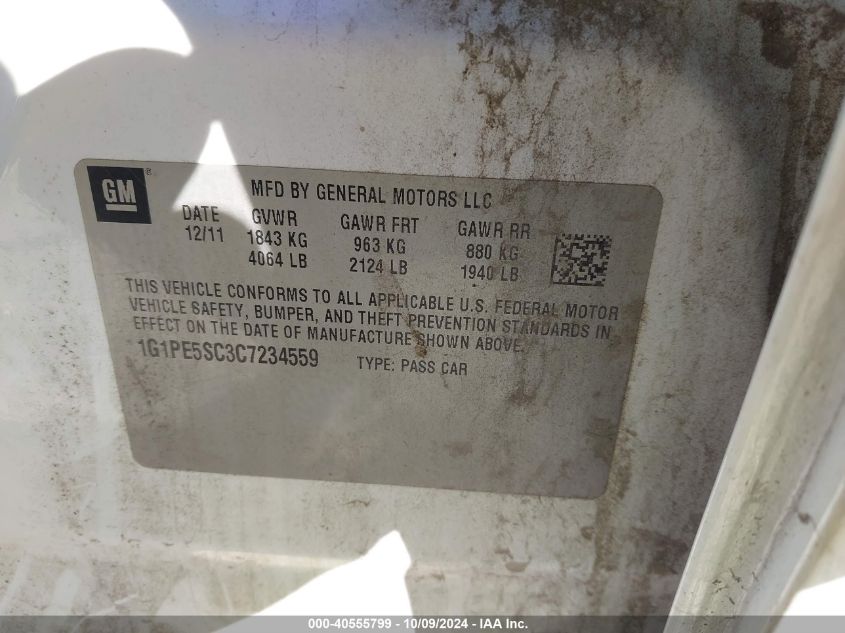 GM ®
MFD BY GENERAL MOTORS LLC
DATE GVWR GAWR FRT GAWR RR
12/11 1843 KG 963 KG 880 KG
4064 LB 2124 LB 1940 LB
THIS VEHICLE CONFORMS TO ALL APPLICABLE U.S. FEDERAL MOTOR
VEHICLE SAFETY, BUMPER, AND THEFT PREVENTION STANDARDS IN
EFFECT ON THE DATE OF MANUFACTURE SHOWN ABOVE.
1G1PE5SC3C7234559 TYPE: PASS CAR
000-40555799 - 10/09/2024 - IAA Inc.